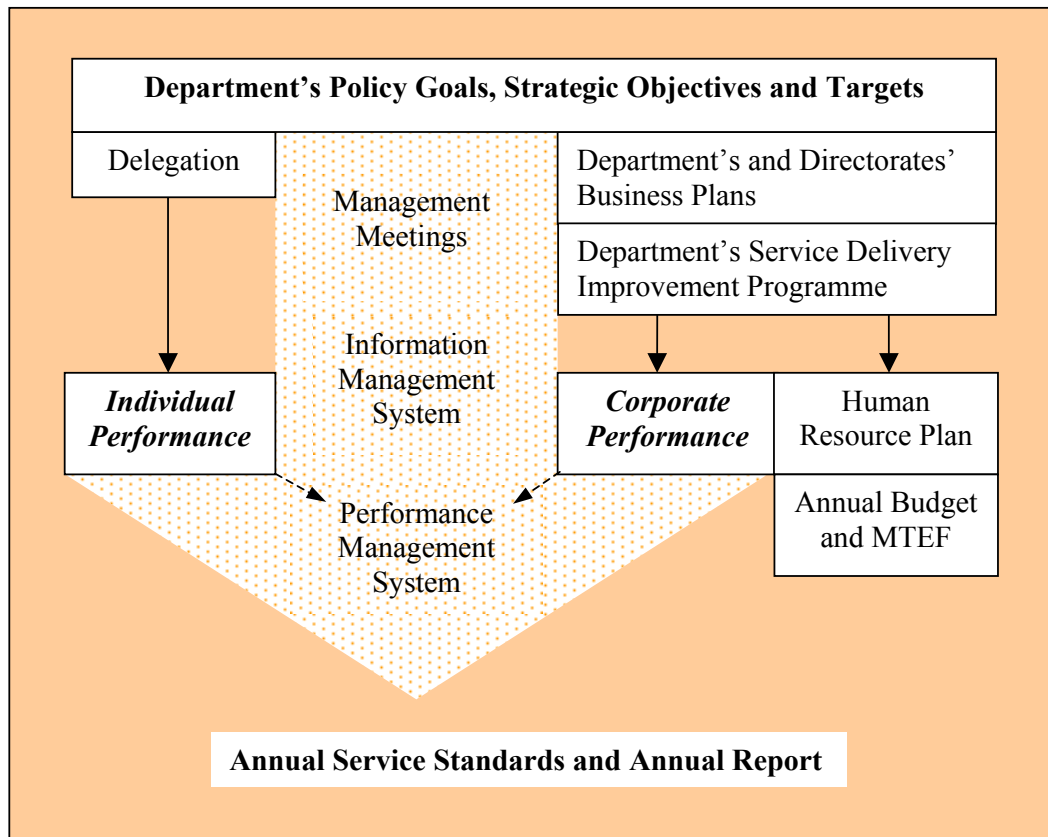 Department’s Policy Goals, Strategic Objectives and Targets
Delegation
Management
Meetings
Department’s and Directorates’
Business Plans
Department’s Service Delivery
Improvement Programme
Information
Management
System
Individual
Performance
Corporate
Performance
Human
Resource Plan
Performance
Management
System
Annual Budget
and MTEF
Annual Service Standards and Annual Report